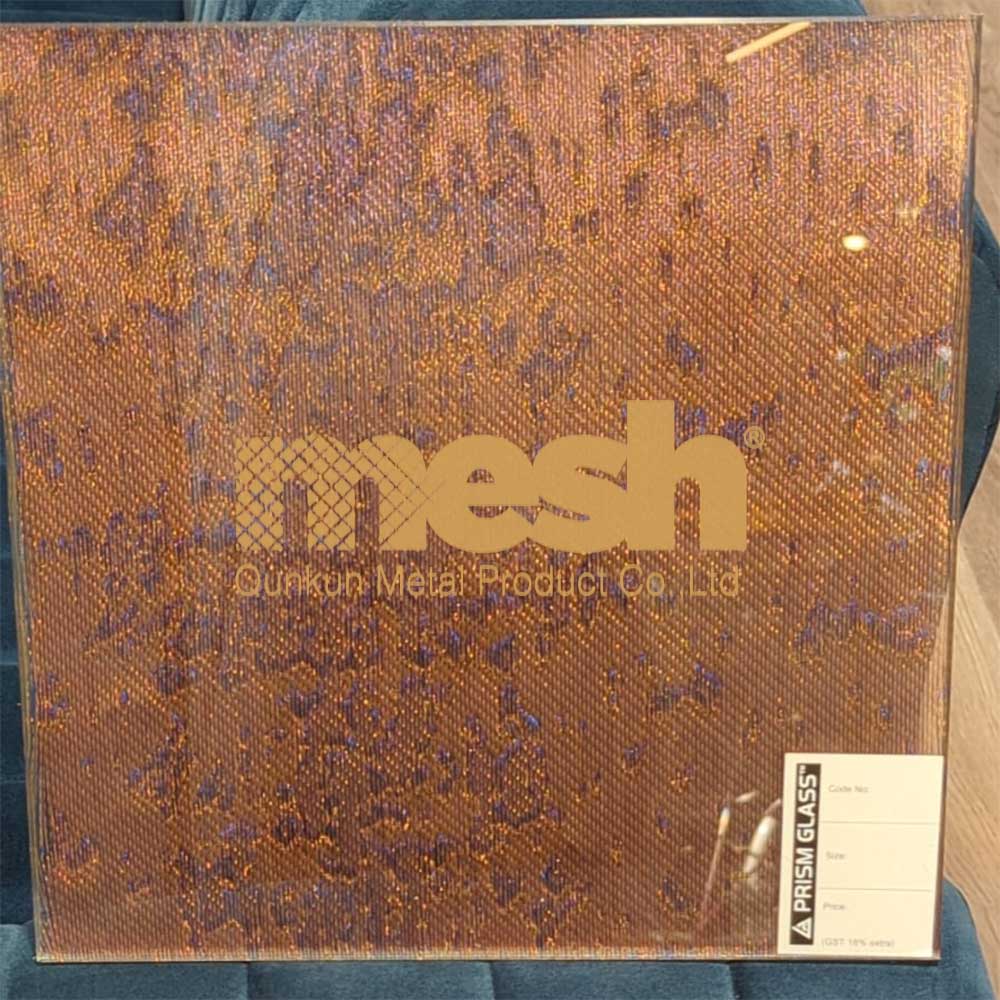 mesh®
Qunkun Metal Product Co.,Ltd
PRISM GLASS™
Code No.
Size:
Price:
(GST 18% extra)